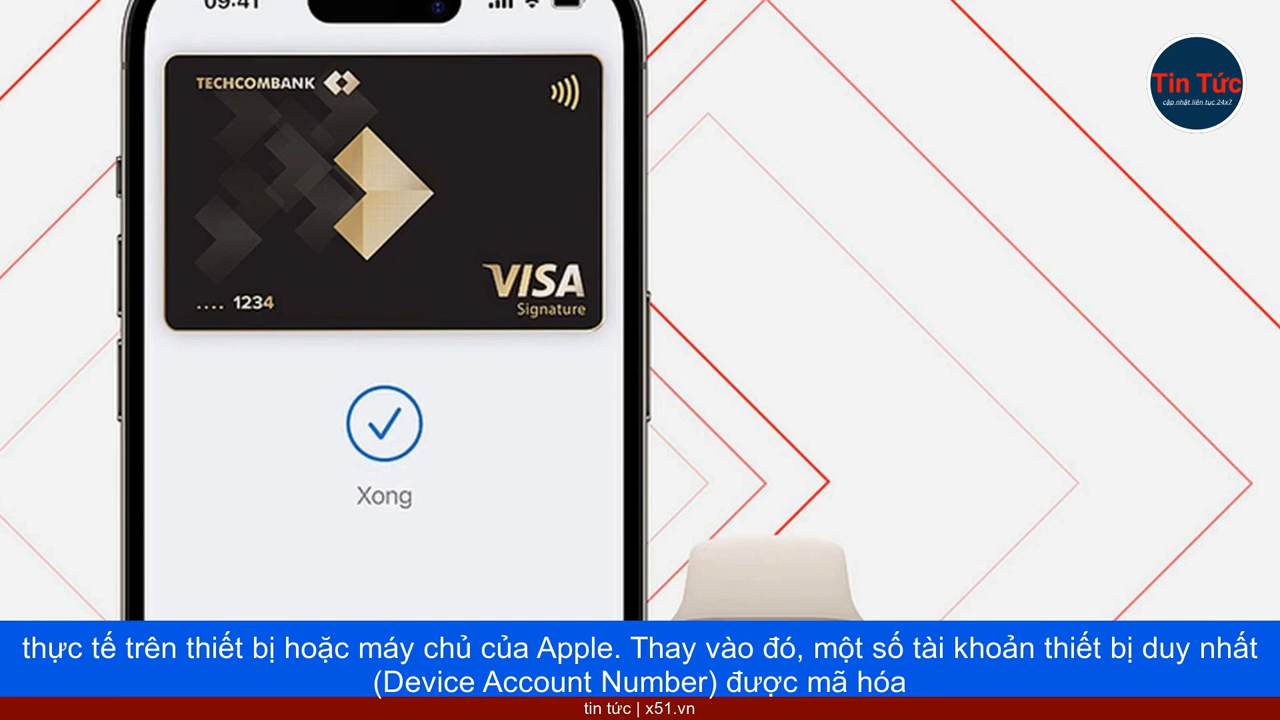 09:41
TECHCOMBANK
Tin Tức
cập nhật liên tục 24x7
VISA
Signature
.... 1234
Xong
thực tế trên thiết bị hoặc máy chủ của Apple. Thay vào đó, một số tài khoản thiết bị duy nhất
(Device Account Number) được mã hóa
tin tức | x51.vn